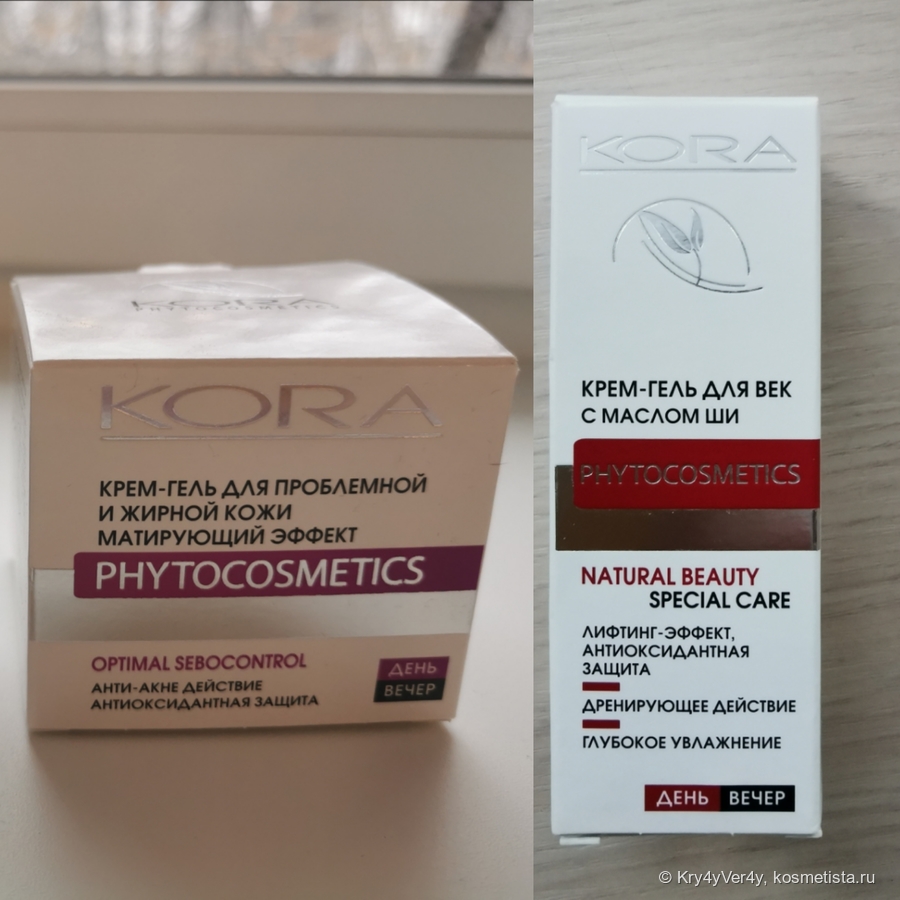 KORA
PHYTOCOSMETICS
KORA
КРЕМ-ГЕЛЬ ДЛЯ ПРОБЛЕМНОЙ
И ЖИРНОЙ КОЖИ
МАТИРУЮЩИЙ ЭФФЕКТ
PHYTOCOSMETICS
OPTIMAL SEBOCONTROL
АНТИ-АКНЕ ДЕЙСТВИЕ
АНТИОКСИДАНТНАЯ ЗАЩИТА
ДЕНЬ
ВЕЧЕР
KORA
КРЕМ-ГЕЛЬ ДЛЯ ВЕК
С МАСЛОМ ШИ
PHYTOCOSMETICS
NATURAL BEAUTY
SPECIAL CARE
ЛИФТИНГ-ЭФФЕКТ,
АНТИОКСИДАНТНАЯ
ЗАЩИТА
ДРЕНИРУЮЩЕЕ ДЕЙСТВИЕ
ГЛУБОКОЕ УВЛАЖНЕНИЕ
ДЕНЬ ВЕЧЕР
© Kry4yVer4y, kosmetista.ru